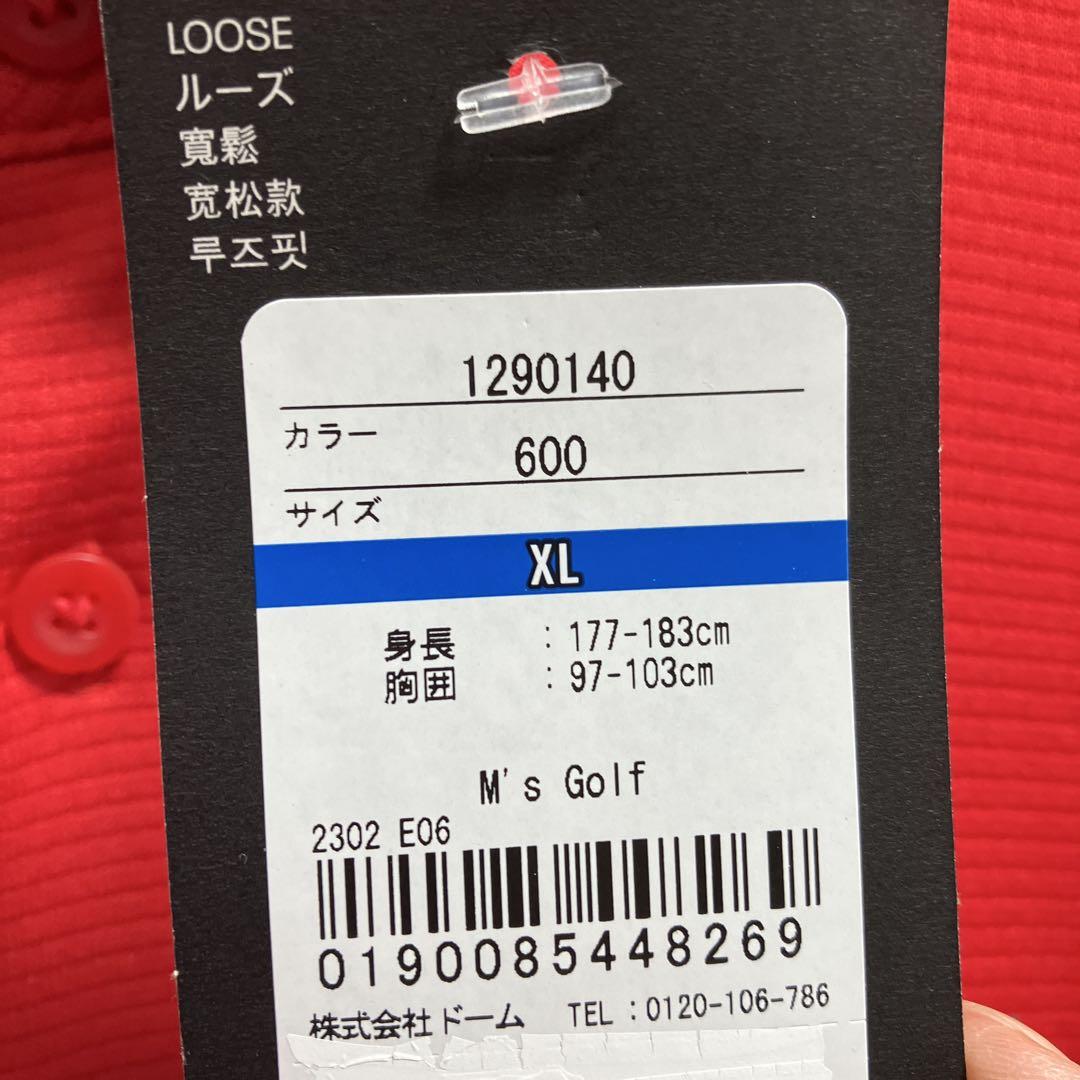 LOOSE
ルーズ
寬鬆
宽松款
루즈핏
1290140
カラー
600
サイズ
XL
身長 : 177-183cm
胸囲 : 97-103cm
M's Golf
2302 E06
0190085448269
株式会社ドーム TEL:0120-106-786